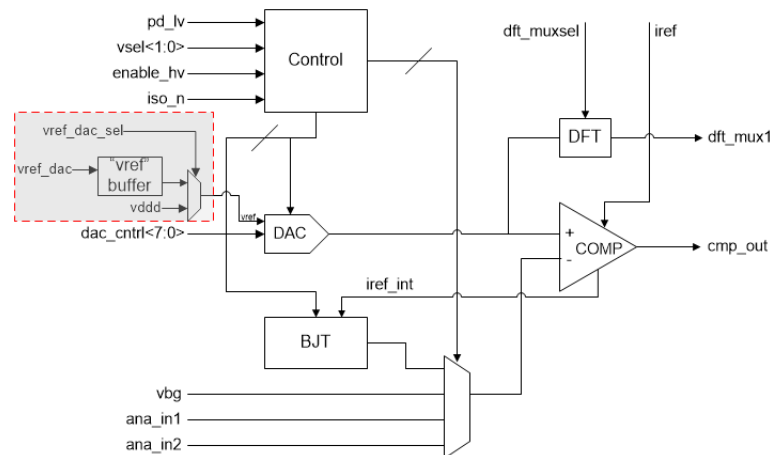 pd_lv
vsel<1:0>
enable_hv
iso_n
Control
dft_muxsel
iref
vref_dac_sel
vref_dac
"vref"
buffer
vddd
vref
DFT
dft_mux1
dac_cntrl<7:0>
DAC
+
COMP
-
cmp_out
iref_int
BJT
vbg
ana_in1
ana_in2